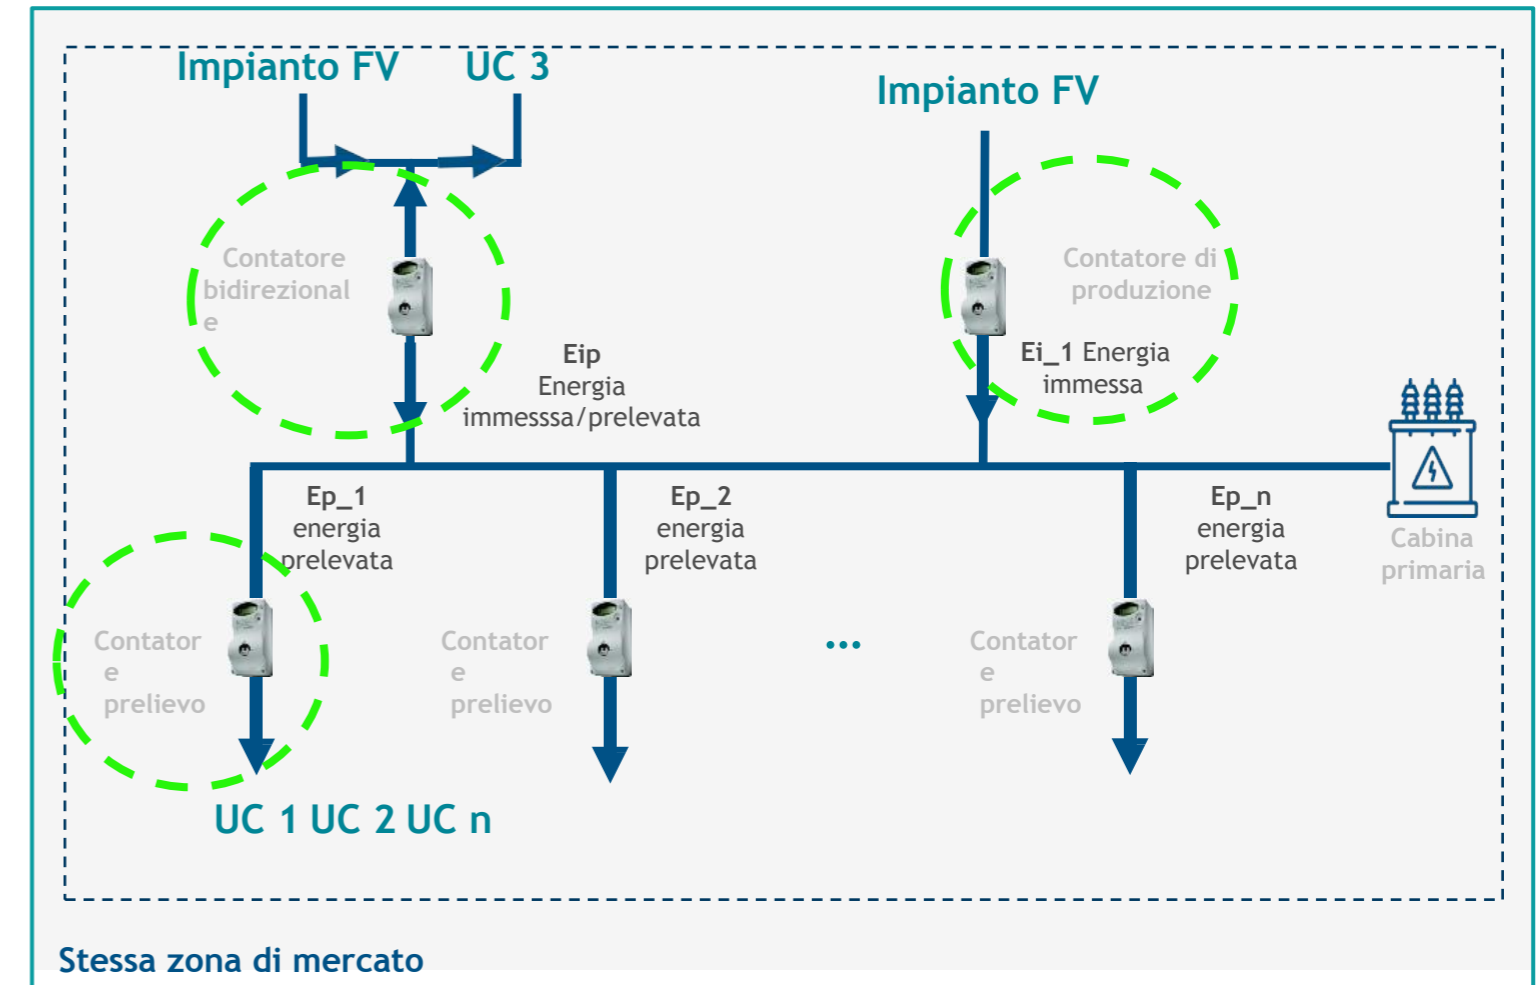 Impianto FV
UC 3
Impianto FV
Contatore
bidirezional
e
Contatore di
produzione
Eip
Energia
immesssa/prelevata
Ei_1 Energia
immessa
Ep_1
energia
prelevata
Ep_2
energia
prelevata
Ep_n
energia
prelevata
Cabina
primaria
Contator
e
prelievo
Contator
e
prelievo
...
Contator
e
prelievo
UC 1 UC 2 UC n
Stessa zona di mercato